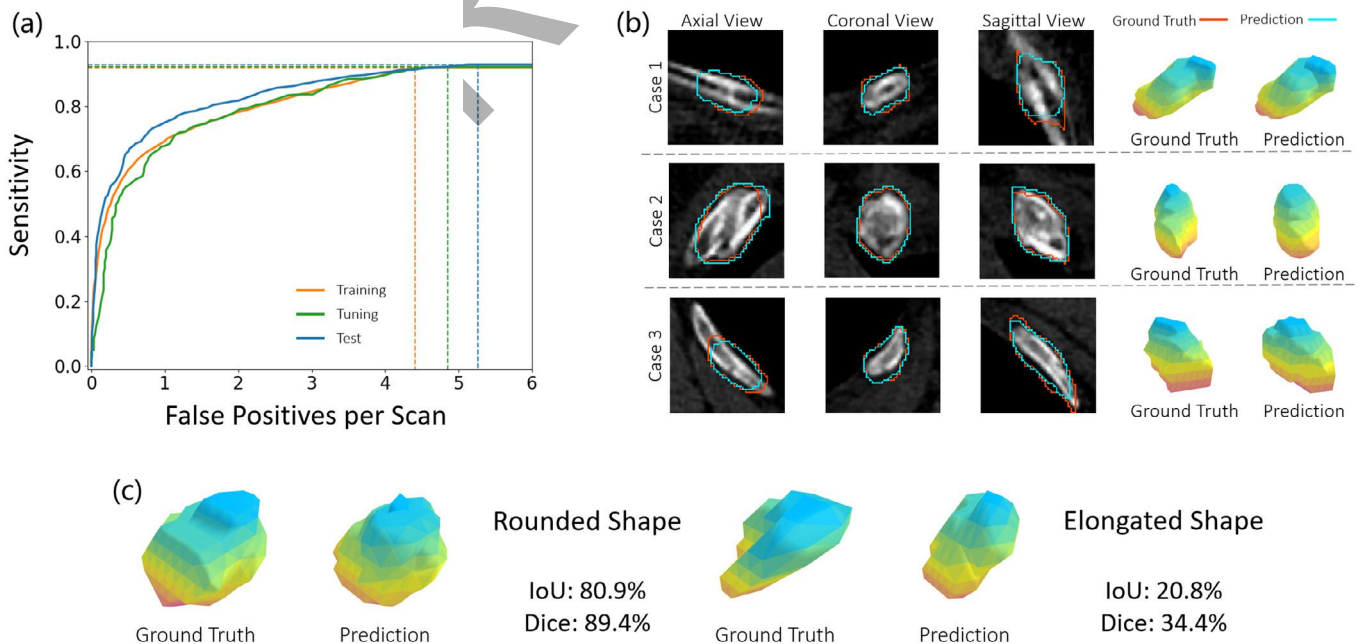 (a)
1.0
0.8
0.6
0.4
0.2
0.0
Sensitivity
Training
Tuning
Test
0 1 2 3 4 5 6
False Positives per Scan
(b)
Axial View Coronal View Sagittal View Ground Truth Prediction
Case 1
Ground Truth Prediction
Case 2
Ground Truth Prediction
Case 3
Ground Truth Prediction
(c)
Rounded Shape
IoU: 80.9%
Dice: 89.4%
Ground Truth Prediction
Elongated Shape
IoU: 20.8%
Dice: 34.4%
Ground Truth Prediction